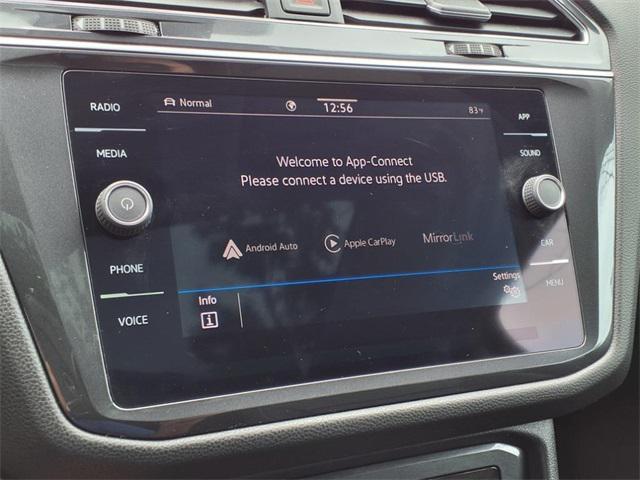 RADIO
MEDIA
PHONE
VOICE
Normal
12:56
83°F
Welcome to App-Connect
Please connect a device using the USB.
Android Auto
Apple CarPlay
MirrorLink
Info
Settings
APP
SOUND
CAR
MENU